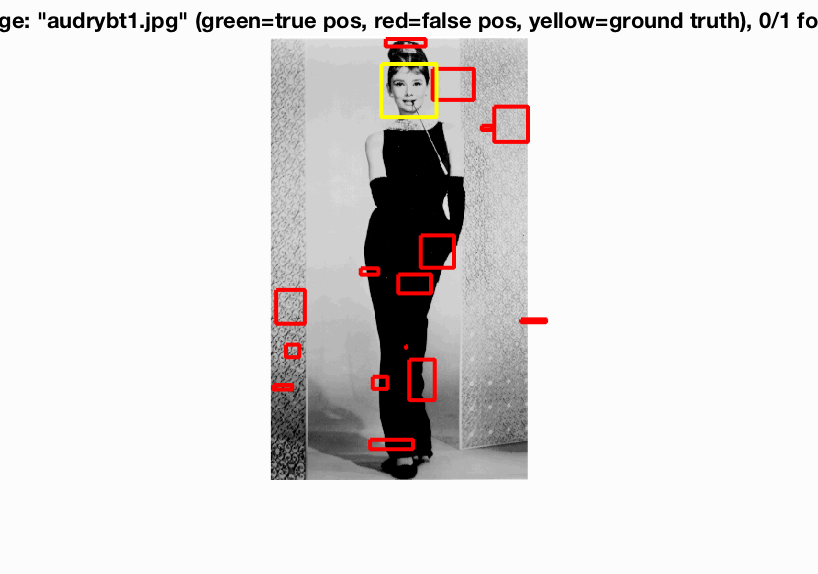 ge: "audrybt1.jpg" (green=true pos, red=false pos, yellow=ground truth), 0/1 fo